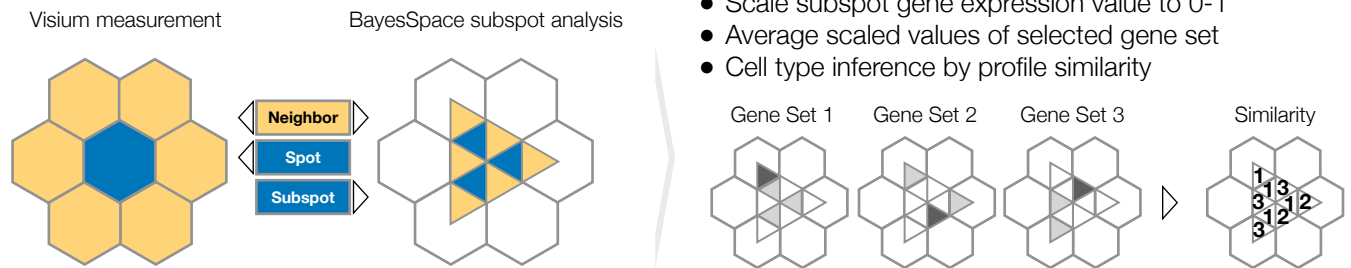 Visium measurement
BayesSpace subspot analysis
Neighbor
Spot
Subspot
● Scale subspot gene expression value to 0-1
● Average scaled values of selected gene set
● Cell type inference by profile similarity
Gene Set 1 Gene Set 2 Gene Set 3 Similarity
1
1 3
3 1 2
1 2
3